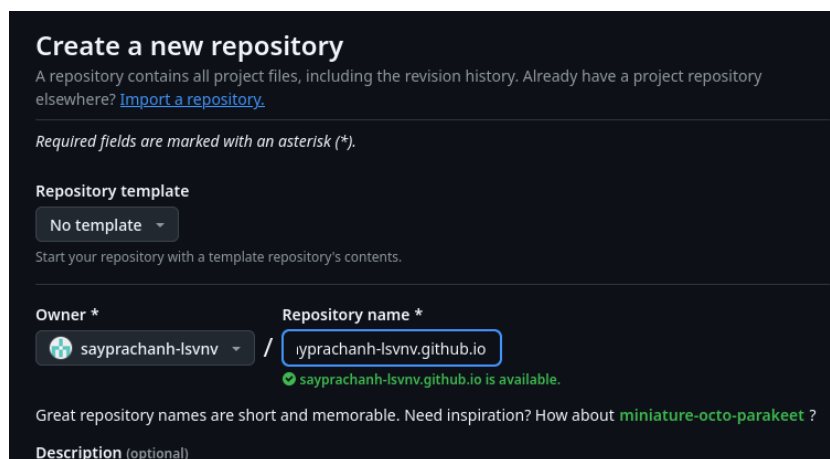 Create a new repository
A repository contains all project files, including the revision history. Already have a project repository
elsewhere? Import a repository.
Required fields are marked with an asterisk (*).
Repository template
No template
Start your repository with a template repository's contents.
Owner *
Repository name *
sayprachanh-lsvnv / yprachanh-lsvnv.github.io
sayprachanh-lsvnv.github.io is available.
Great repository names are short and memorable. Need inspiration? How about miniature-octo-parakeet ?
Description (optional)